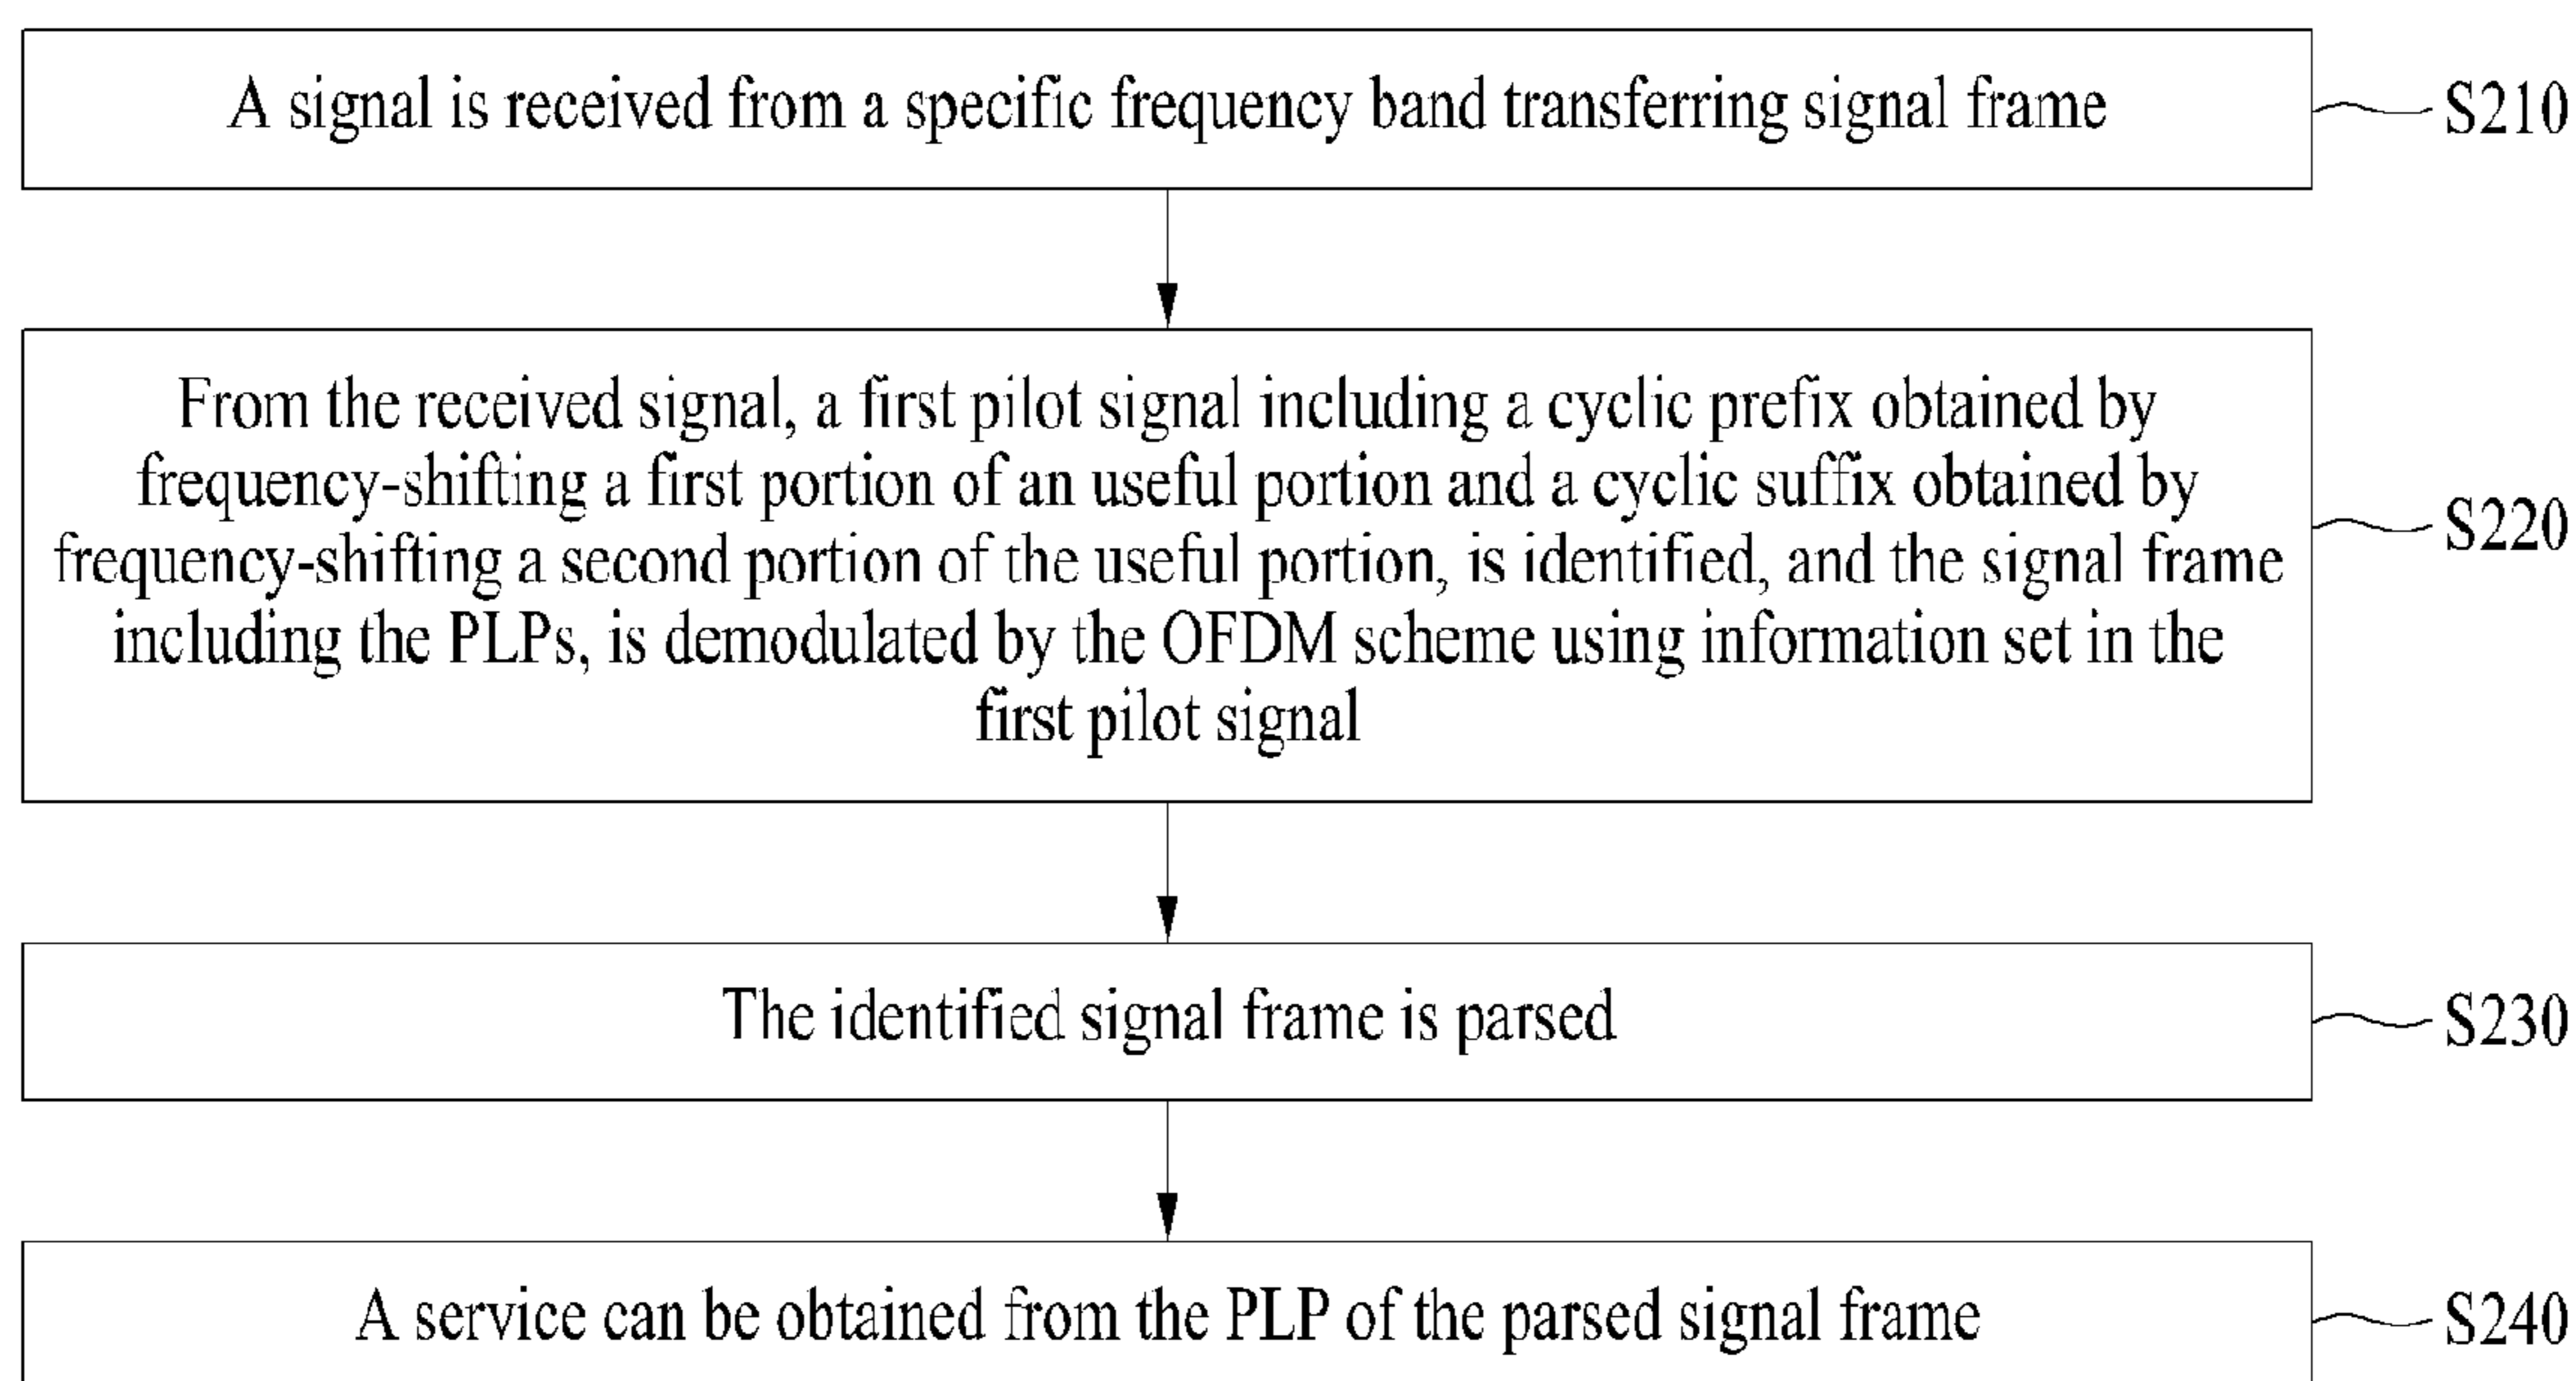 A signal is received from a specific frequency band transferring signal frame
S210
From the received signal, a first pilot signal including a cyclic prefix obtained by
frequency-shifting a first portion of an useful portion and a cyclic suffix obtained by
frequency-shifting a second portion of the useful portion, is identified, and the signal frame
including the PLPs, is demodulated by the OFDM scheme using information set in the
first pilot signal
S220
The identified signal frame is parsed
S230
A service can be obtained from the PLP of the parsed signal frame
S240